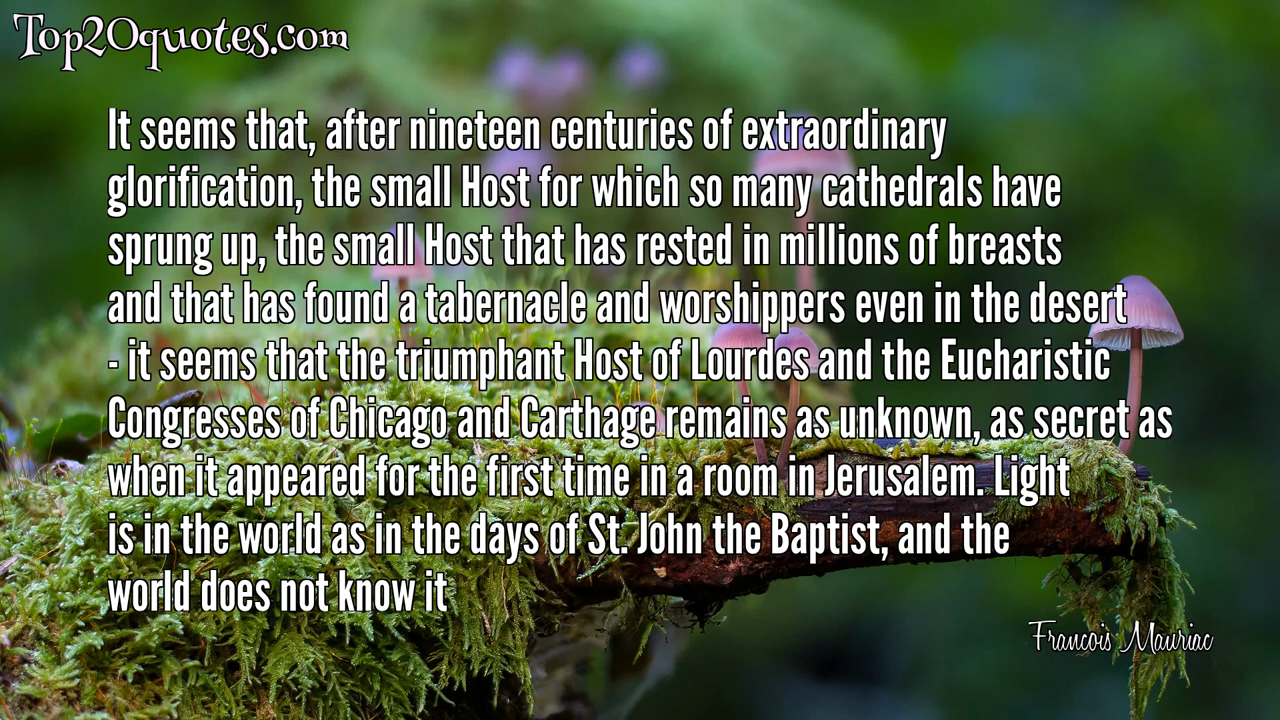 Top20quotes.com
It seems that, after nineteen centuries of extraordinary
glorification, the small Host for which so many cathedrals have
sprung up, the small Host that has rested in millions of breasts
and that has found a tabernacle and worshippers even in the desert
- it seems that the triumphant Host of Lourdes and the Eucharistic
Congresses of Chicago and Carthage remains as unknown, as secret as
when it appeared for the first time in a room in Jerusalem. Light
is in the world as in the days of St. John the Baptist, and the
world does not know it
Francois Mauriac